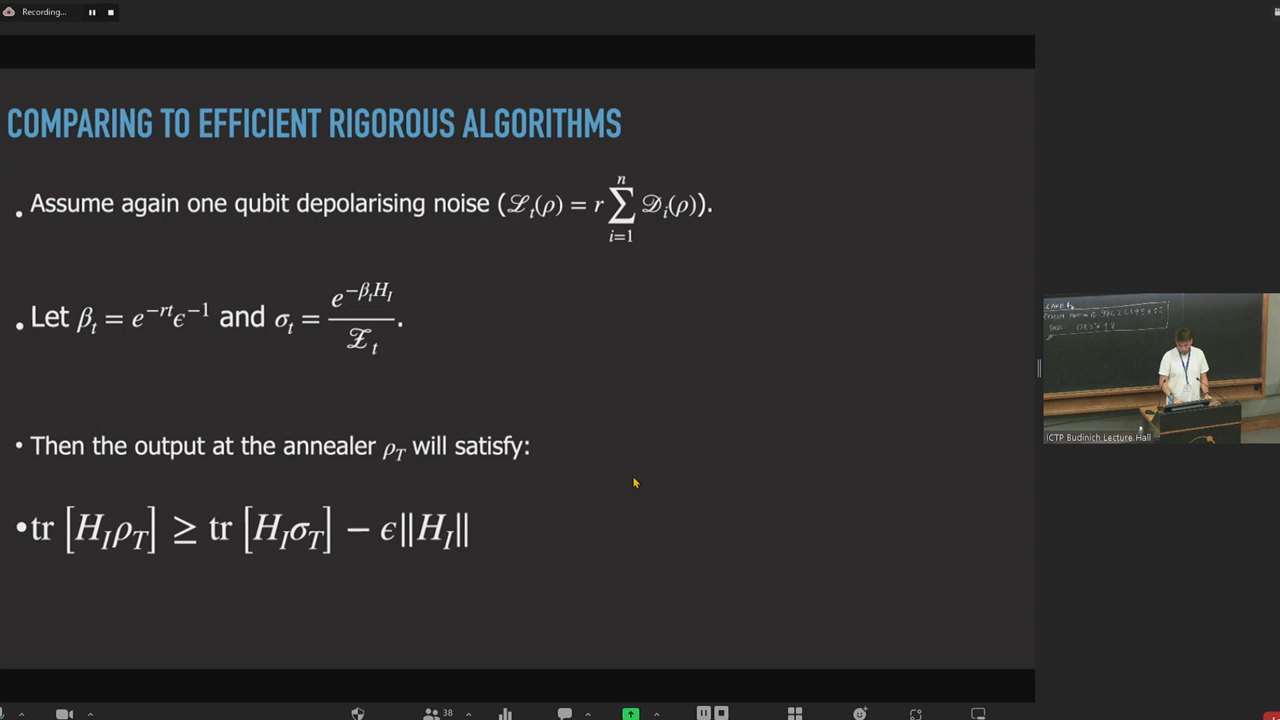 Recording...
COMPARING TO EFFICIENT RIGOROUS ALGORITHMS
. Assume again one qubit depolarising noise (ℒ_t(ρ) = r ∑_{i=1}^{n} 𝒟_i(ρ)).
. Let β_t = e^{−rt}ϵ^{−1} and σ_t = e^{−β_t H_I} / 𝒵_t.
• Then the output at the annealer ρ_T will satisfy:
• tr [H_I ρ_T] ≥ tr [H_I σ_T] − ϵ‖H_I‖
ICTP Budinich Lecture Hall
38